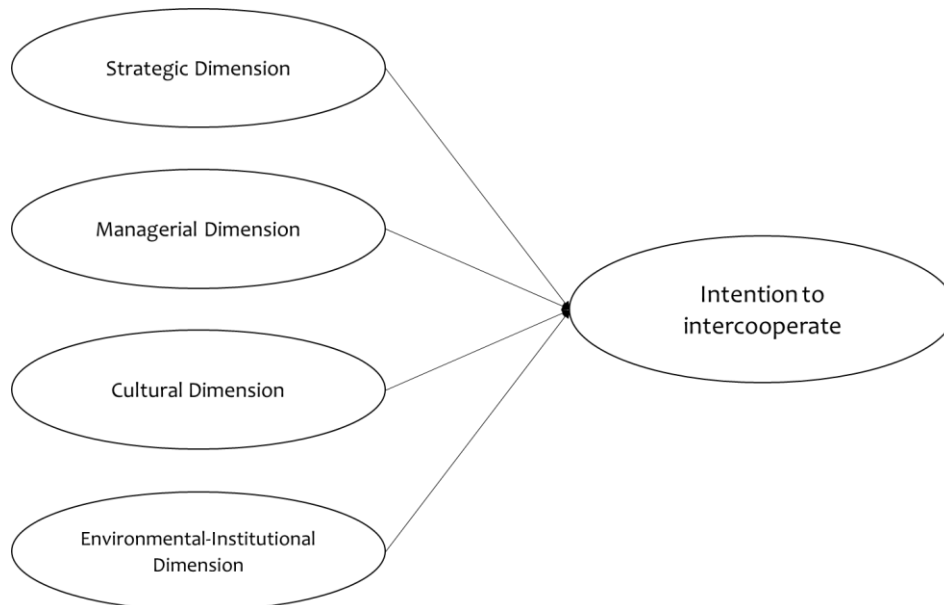 Strategic Dimension
Managerial Dimension
Cultural Dimension
Environmental-Institutional
Dimension
Intention to
intercooperate